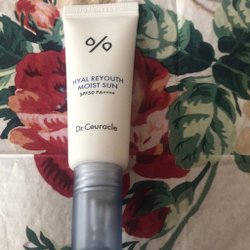 HYAL REYOUTH
MOIST SUN
SPF50 PA++++
Dr.Ceuracle